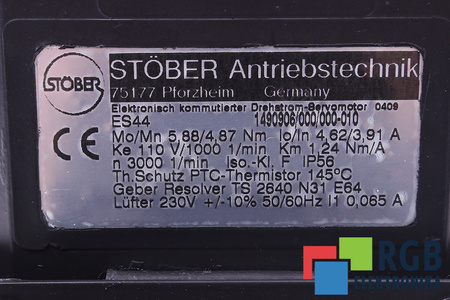 STÖBER
STÖBER Antriebstechnik
75177 Pforzheim Germany
Elektronisch kommutierter Drehstrom-Servomotor 0409
ES44 1490906/000/000-010
Mo/Mn 5,88/4,87 Nm Io/In 4,62/3,91 A
Ke 110 V/1000 1/min Km 1,24 Nm/A
n 3000 1/min Iso.-Kl. F IP56
Th.Schutz PTC-Thermistor 145°C
Geber Resolver TS 2640 N31 E64
Lüfter 230V +/-10% 50/60Hz I1 0,065 A
CE
RGB
ELEKTRONIKA